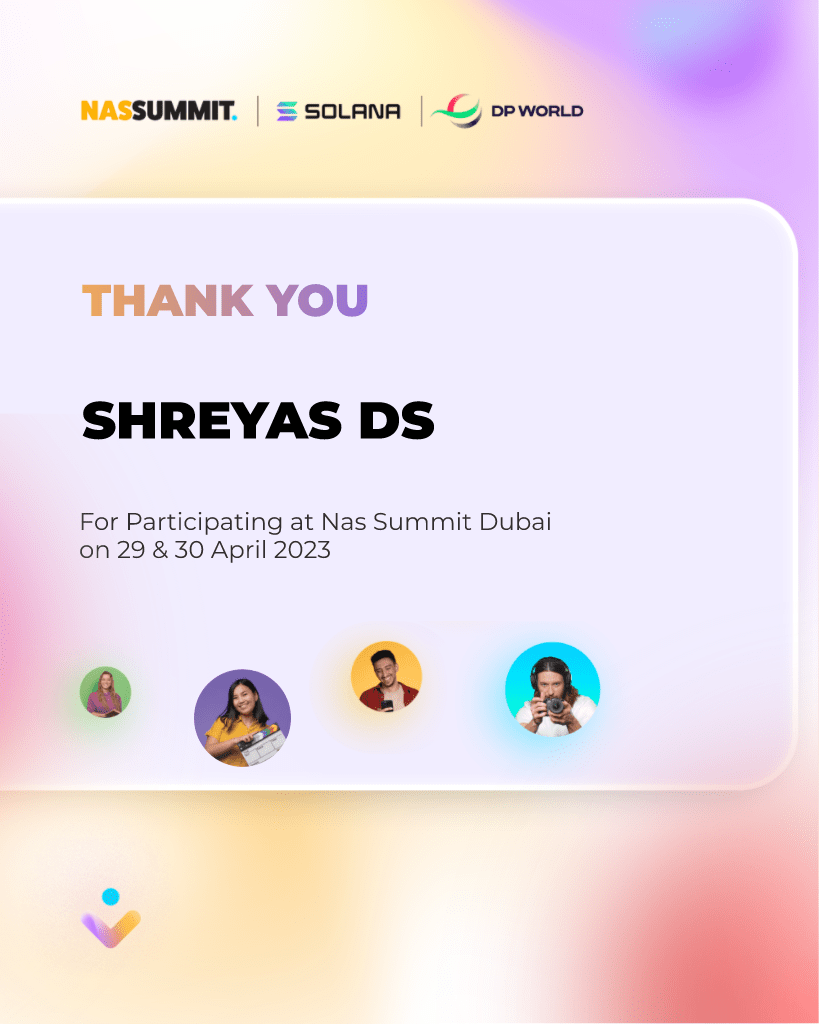 NASSUMMIT. | SOLANA | DP WORLD
THANK YOU
SHREYAS DS
For Participating at Nas Summit Dubai
on 29 & 30 April 2023